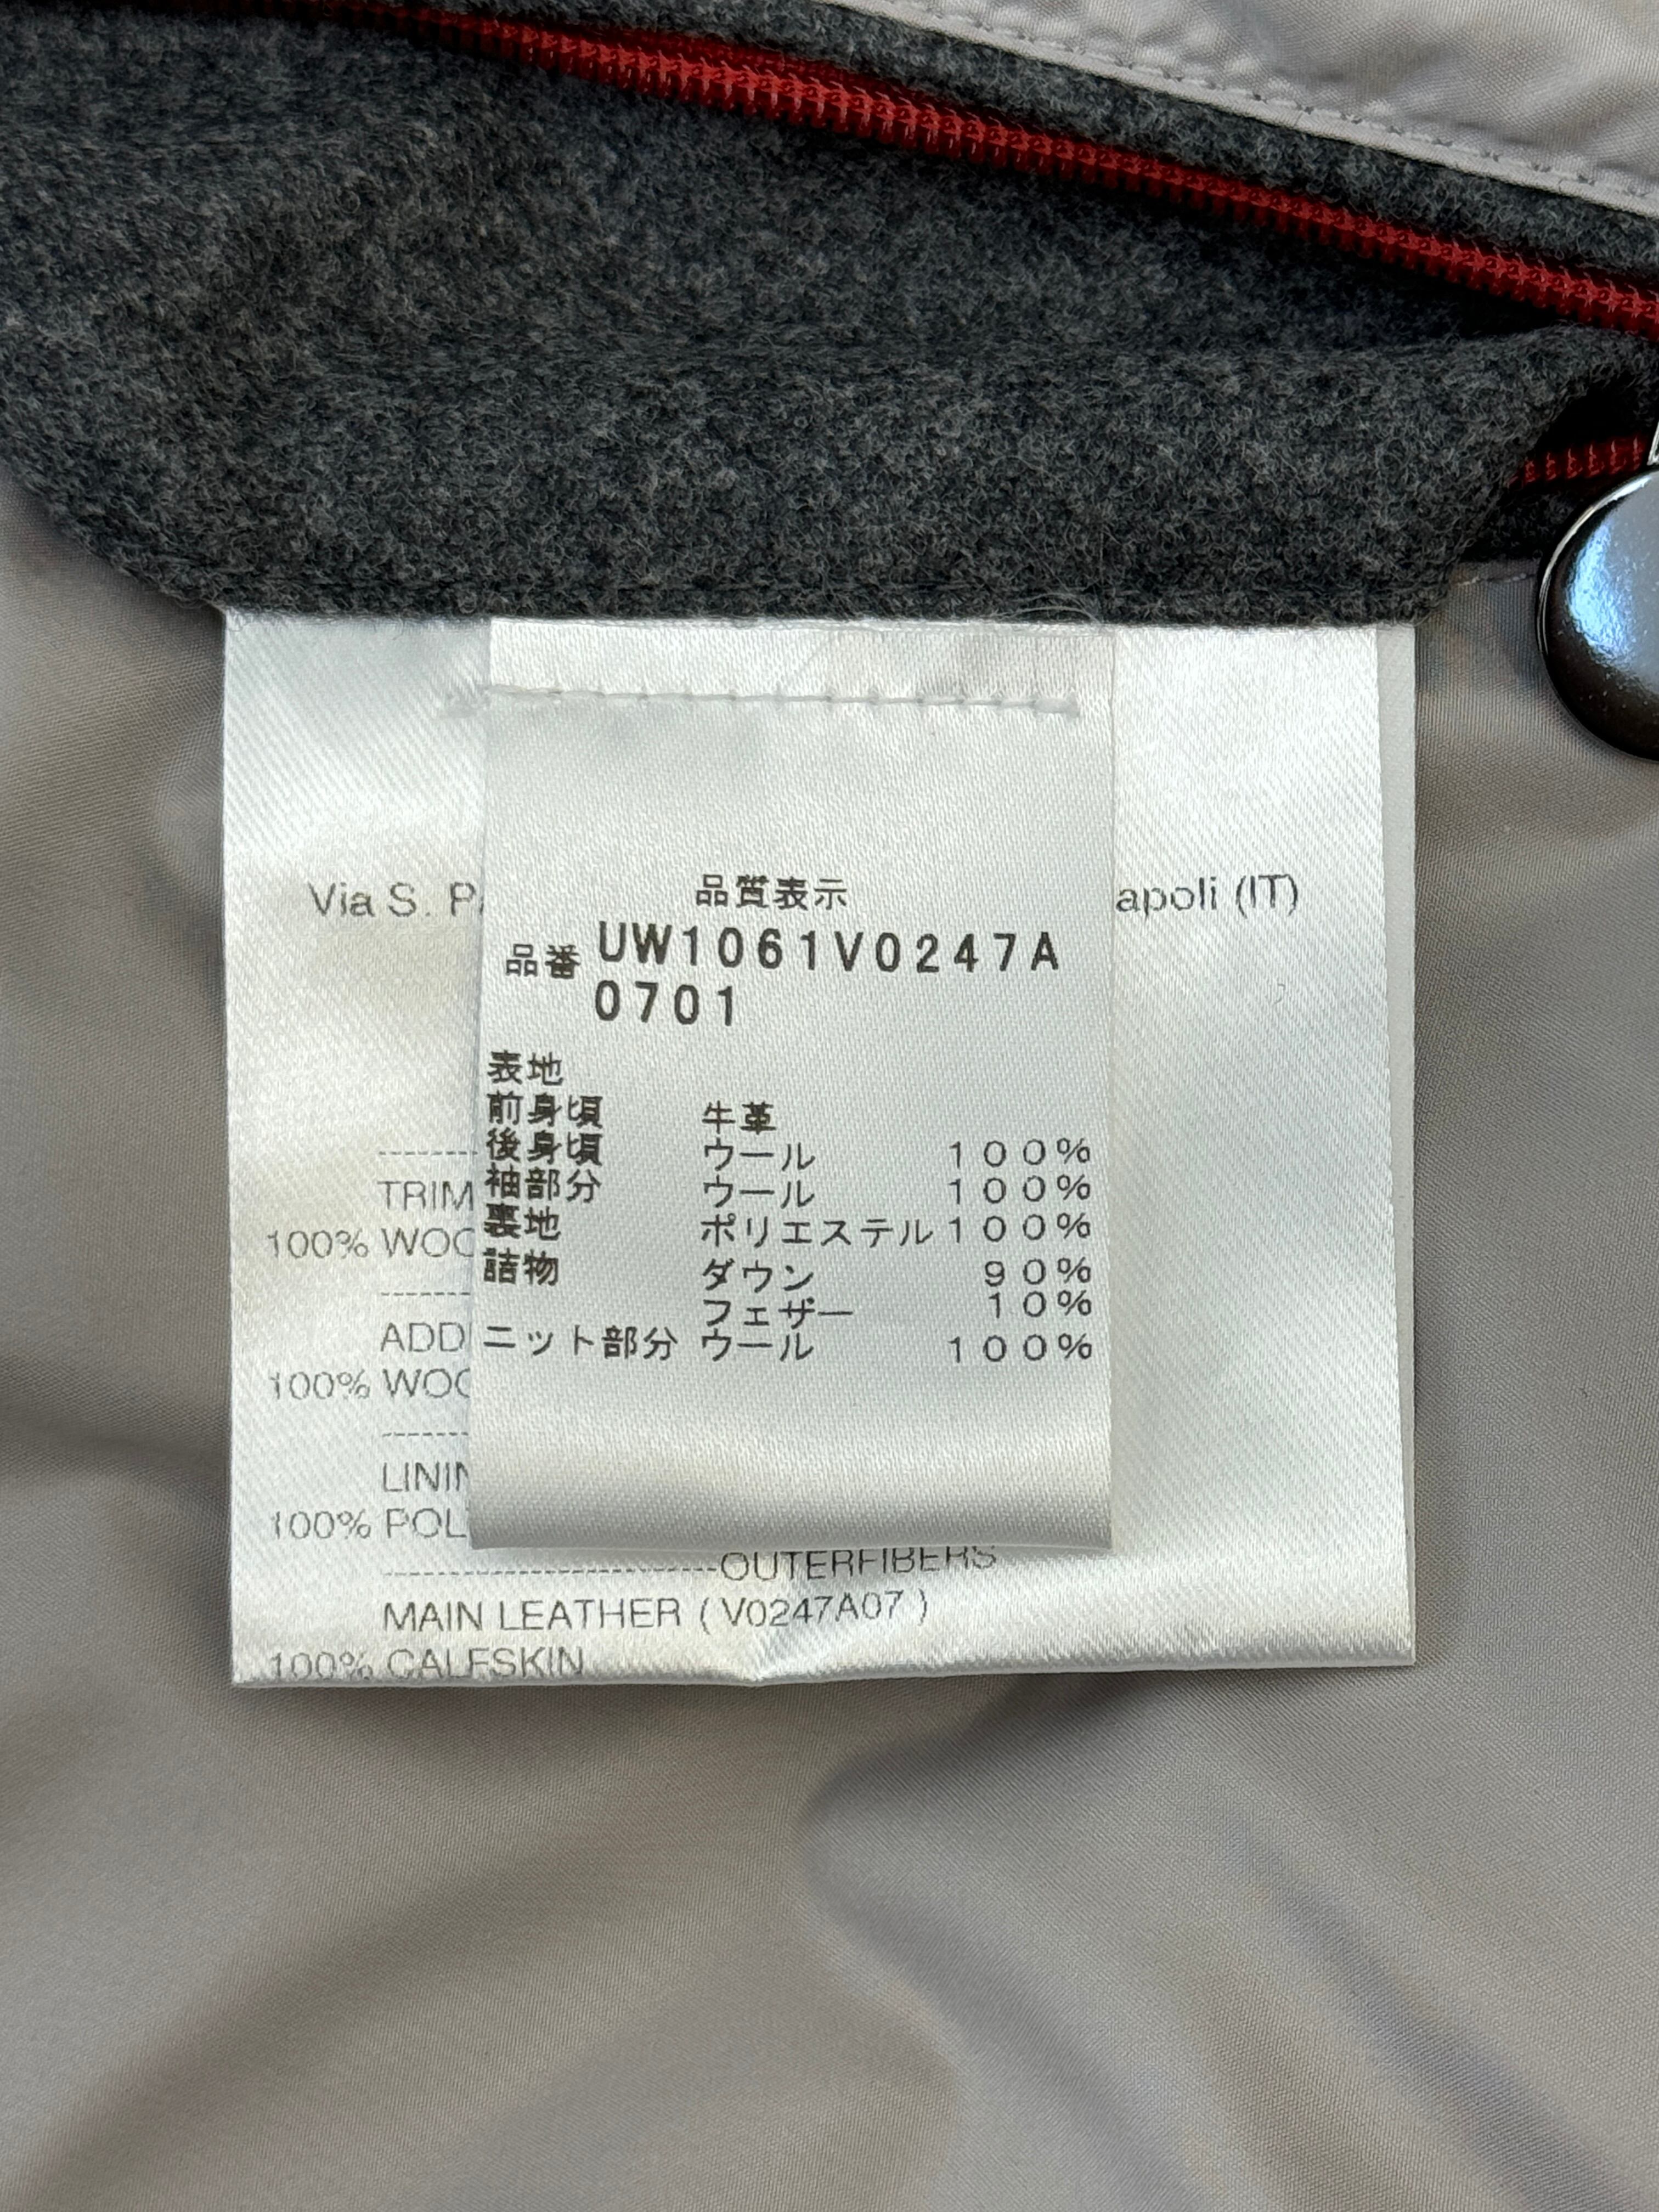 Via S. P
apoli (IT)
品質表示
品番 UW1061V0247A
0701
表地
前身頃 牛革
後身頃 ウール 100%
袖部分 ウール 100%
裏地 ポリエステル 100%
詰物 ダウン 90%
フェザー 10%
ニット部分 ウール 100%
TRIM
100% WOO
ADD
100% WOO
LININ
100% POL
OUTERFIBERS
MAIN LEATHER ( V0247A07 )
100% CALFSKIN